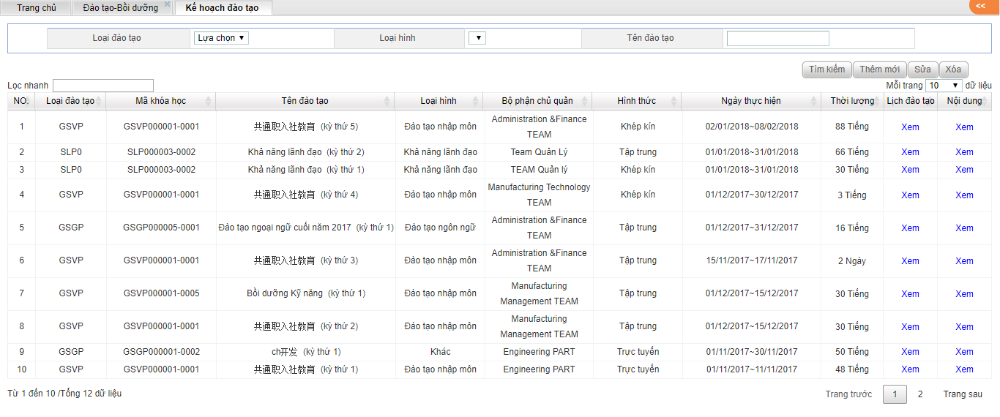 Trang chủ Đào tạo-Bồi dưỡng Kế hoạch đào tạo <<
Loại đào tạo Lựa chọn Loại hình Tên đào tạo
Tìm kiếm Thêm mới Sửa Xóa
Lọc nhanh Mỗi trang 10 dữ liệu
NO. Loại đào tạo Mã khóa học Tên đào tạo Loại hình Bộ phận chủ quản Hình thức Ngày thực hiện Thời lượng Lịch đào tạo Nội dung
1 GSVP GSVP000001-0001 共通职入社教育 (kỳ thứ 5) Đào tạo nhập môn Administration &Finance TEAM Khép kín 02/01/2018~08/02/2018 88 Tiếng Xem Xem
2 SLP0 SLP000003-0002 Khả năng lãnh đạo (kỳ thứ 2) Khả năng lãnh đạo Team Quản Lý Tập trung 01/01/2018~31/01/2018 66 Tiếng Xem Xem
3 SLP0 SLP000003-0002 Khả năng lãnh đạo (kỳ thứ 1) Khả năng lãnh đạo TEAM Quản lý Khép kín 01/01/2018~31/01/2018 30 Tiếng Xem Xem
4 GSVP GSVP000001-0001 共通职入社教育 (kỳ thứ 4) Đào tạo nhập môn Manufacturing Technology TEAM Khép kín 01/12/2017~30/12/2017 3 Tiếng Xem Xem
5 GSGP GSGP000005-0001 Đào tạo ngoại ngữ cuối năm 2017 (kỳ thứ 1) Đào tạo ngôn ngữ Administration &Finance TEAM Tập trung 01/12/2017~31/12/2017 16 Tiếng Xem Xem
6 GSVP GSVP000001-0001 共通职入社教育 (kỳ thứ 3) Đào tạo nhập môn Administration &Finance TEAM Tập trung 15/11/2017~17/11/2017 2 Ngày Xem Xem
7 GSVP GSVP000001-0005 Bồi dưỡng Kỹ năng (kỳ thứ 1) Đào tạo nhập môn Manufacturing Management TEAM Tập trung 01/12/2017~15/12/2017 30 Tiếng Xem Xem
8 GSVP GSVP000001-0001 共通职入社教育 (kỳ thứ 2) Đào tạo nhập môn Manufacturing Management TEAM Tập trung 01/12/2017~15/12/2017 30 Tiếng Xem Xem
9 GSGP GSGP000001-0002 ch开发 (kỳ thứ 1) Khác Engineering PART Trực tuyến 01/11/2017~30/11/2017 50 Tiếng Xem Xem
10 GSVP GSVP000001-0001 共通职入社教育 (kỳ thứ 1) Đào tạo nhập môn Engineering PART Trực tuyến 01/11/2017~11/11/2017 48 Tiếng Xem Xem
Từ 1 đến 10 /Tổng 12 dữ liệu Trang trước 1 2 Trang sau